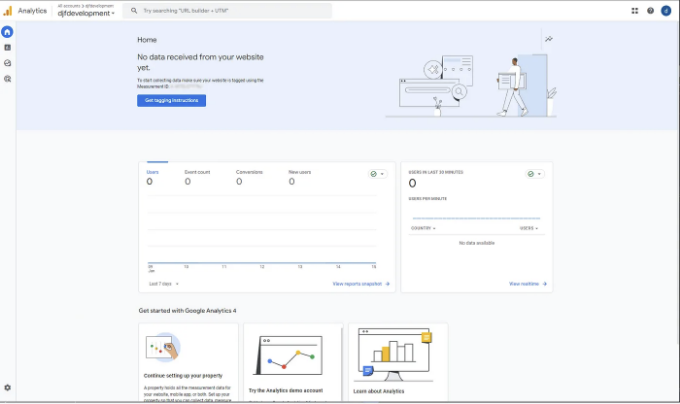 Analytics
All accounts > djfdevelopment
djfdevelopment
Try searching "URL builder + UTM"
Home
No data received from your website
yet.
To start collecting data make sure your website is tagged using the
Measurement ID
Get tagging instructions
Users
0
Event count
0
Conversions
0
New users
0
09
Jan
10
11
12
13
14
15
Last 7 days
View reports snapshot
USERS IN LAST 30 MINUTES
0
USERS PER MINUTE
COUNTRY
USERS
No data available
View realtime
Get started with Google Analytics 4
Continue setting up your property
A property holds all the measurement data for
your website, mobile app, or both. Set up your
property so that you can collect data, measure
Try the Analytics demo account
Learn about Analytics